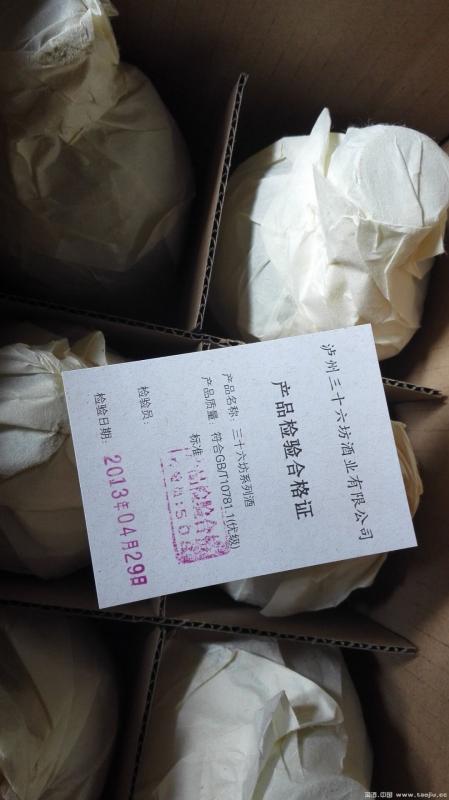 泸州三十六坊酒业有限公司
产品检验合格证
产品名称：三十六坊系列酒
产品质量：符合GB/T10781.1(优级)
标准
检验员：
检验日期：2013年04月29日
酒·中国 www.taojiu.cc